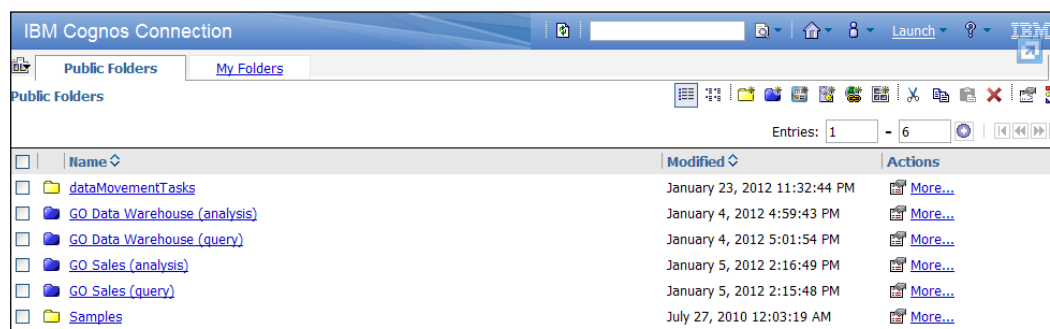 IBM Cognos Connection Launch IBM
Public Folders My Folders
Public Folders
Entries: 1 - 6
Name Modified Actions
dataMovementTasks January 23, 2012 11:32:44 PM More...
GO Data Warehouse (analysis) January 4, 2012 4:59:43 PM More...
GO Data Warehouse (query) January 4, 2012 5:01:54 PM More...
GO Sales (analysis) January 5, 2012 2:16:49 PM More...
GO Sales (query) January 5, 2012 2:15:48 PM More...
Samples July 27, 2010 12:03:19 AM More...